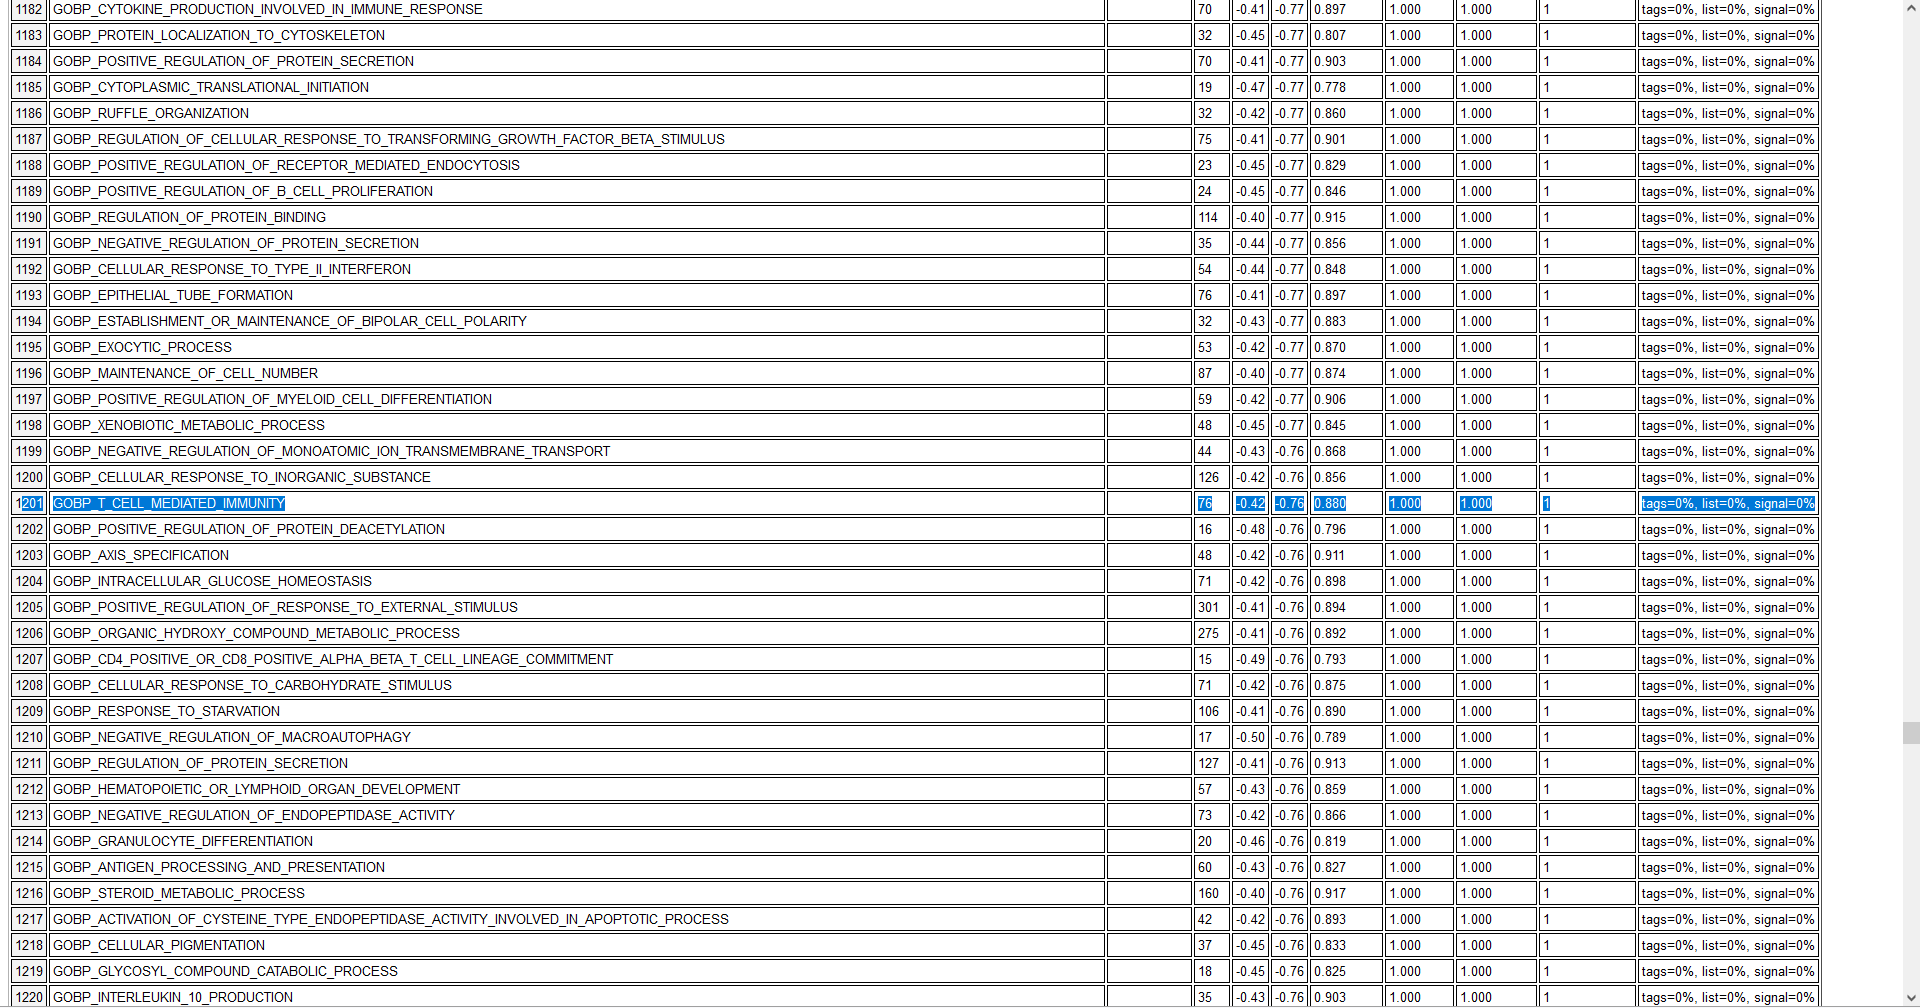 1182 GOBP_CYTOKINE_PRODUCTION_INVOLVED_IN_IMMUNE_RESPONSE 70 -0.41 -0.77 0.897 1.000 1.000 1 tags=0%, list=0%, signal=0%
1183 GOBP_PROTEIN_LOCALIZATION_TO_CYTOSKELETON 32 -0.45 -0.77 0.807 1.000 1.000 1 tags=0%, list=0%, signal=0%
1184 GOBP_POSITIVE_REGULATION_OF_PROTEIN_SECRETION 70 -0.41 -0.77 0.903 1.000 1.000 1 tags=0%, list=0%, signal=0%
1185 GOBP_CYTOPLASMIC_TRANSLATIONAL_INITIATION 19 -0.47 -0.77 0.778 1.000 1.000 1 tags=0%, list=0%, signal=0%
1186 GOBP_RUFFLE_ORGANIZATION 32 -0.42 -0.77 0.860 1.000 1.000 1 tags=0%, list=0%, signal=0%
1187 GOBP_REGULATION_OF_CELLULAR_RESPONSE_TO_TRANSFORMING_GROWTH_FACTOR_BETA_STIMULUS 75 -0.41 -0.77 0.901 1.000 1.000 1 tags=0%, list=0%, signal=0%
1188 GOBP_POSITIVE_REGULATION_OF_RECEPTOR_MEDIATED_ENDOCYTOSIS 23 -0.45 -0.77 0.829 1.000 1.000 1 tags=0%, list=0%, signal=0%
1189 GOBP_POSITIVE_REGULATION_OF_B_CELL_PROLIFERATION 24 -0.45 -0.77 0.846 1.000 1.000 1 tags=0%, list=0%, signal=0%
1190 GOBP_REGULATION_OF_PROTEIN_BINDING 114 -0.40 -0.77 0.915 1.000 1.000 1 tags=0%, list=0%, signal=0%
1191 GOBP_NEGATIVE_REGULATION_OF_PROTEIN_SECRETION 35 -0.44 -0.77 0.856 1.000 1.000 1 tags=0%, list=0%, signal=0%
1192 GOBP_CELLULAR_RESPONSE_TO_TYPE_II_INTERFERON 54 -0.44 -0.77 0.848 1.000 1.000 1 tags=0%, list=0%, signal=0%
1193 GOBP_EPITHELIAL_TUBE_FORMATION 76 -0.41 -0.77 0.897 1.000 1.000 1 tags=0%, list=0%, signal=0%
1194 GOBP_ESTABLISHMENT_OR_MAINTENANCE_OF_BIPOLAR_CELL_POLARITY 32 -0.43 -0.77 0.883 1.000 1.000 1 tags=0%, list=0%, signal=0%
1195 GOBP_EXOCYTIC_PROCESS 53 -0.42 -0.77 0.870 1.000 1.000 1 tags=0%, list=0%, signal=0%
1196 GOBP_MAINTENANCE_OF_CELL_NUMBER 87 -0.40 -0.77 0.874 1.000 1.000 1 tags=0%, list=0%, signal=0%
1197 GOBP_POSITIVE_REGULATION_OF_MYELOID_CELL_DIFFERENTIATION 59 -0.42 -0.77 0.906 1.000 1.000 1 tags=0%, list=0%, signal=0%
1198 GOBP_XENOBIOTIC_METABOLIC_PROCESS 48 -0.45 -0.77 0.845 1.000 1.000 1 tags=0%, list=0%, signal=0%
1199 GOBP_NEGATIVE_REGULATION_OF_MONOATOMIC_ION_TRANSMEMBRANE_TRANSPORT 44 -0.43 -0.76 0.868 1.000 1.000 1 tags=0%, list=0%, signal=0%
1200 GOBP_CELLULAR_RESPONSE_TO_INORGANIC_SUBSTANCE 126 -0.42 -0.76 0.856 1.000 1.000 1 tags=0%, list=0%, signal=0%
1201 GOBP_T_CELL_MEDIATED_IMMUNITY 76 -0.42 -0.76 0.880 1.000 1.000 1 tags=0%, list=0%, signal=0%
1202 GOBP_POSITIVE_REGULATION_OF_PROTEIN_DEACETYLATION 16 -0.48 -0.76 0.796 1.000 1.000 1 tags=0%, list=0%, signal=0%
1203 GOBP_AXIS_SPECIFICATION 48 -0.42 -0.76 0.911 1.000 1.000 1 tags=0%, list=0%, signal=0%
1204 GOBP_INTRACELLULAR_GLUCOSE_HOMEOSTASIS 71 -0.42 -0.76 0.898 1.000 1.000 1 tags=0%, list=0%, signal=0%
1205 GOBP_POSITIVE_REGULATION_OF_RESPONSE_TO_EXTERNAL_STIMULUS 301 -0.41 -0.76 0.894 1.000 1.000 1 tags=0%, list=0%, signal=0%
1206 GOBP_ORGANIC_HYDROXY_COMPOUND_METABOLIC_PROCESS 275 -0.41 -0.76 0.892 1.000 1.000 1 tags=0%, list=0%, signal=0%
1207 GOBP_CD4_POSITIVE_OR_CD8_POSITIVE_ALPHA_BETA_T_CELL_LINEAGE_COMMITMENT 15 -0.49 -0.76 0.793 1.000 1.000 1 tags=0%, list=0%, signal=0%
1208 GOBP_CELLULAR_RESPONSE_TO_CARBOHYDRATE_STIMULUS 71 -0.42 -0.76 0.875 1.000 1.000 1 tags=0%, list=0%, signal=0%
1209 GOBP_RESPONSE_TO_STARVATION 106 -0.41 -0.76 0.890 1.000 1.000 1 tags=0%, list=0%, signal=0%
1210 GOBP_NEGATIVE_REGULATION_OF_MACROAUTOPHAGY 17 -0.50 -0.76 0.789 1.000 1.000 1 tags=0%, list=0%, signal=0%
1211 GOBP_REGULATION_OF_PROTEIN_SECRETION 127 -0.41 -0.76 0.913 1.000 1.000 1 tags=0%, list=0%, signal=0%
1212 GOBP_HEMATOPOIETIC_OR_LYMPHOID_ORGAN_DEVELOPMENT 57 -0.43 -0.76 0.859 1.000 1.000 1 tags=0%, list=0%, signal=0%
1213 GOBP_NEGATIVE_REGULATION_OF_ENDOPEPTIDASE_ACTIVITY 73 -0.42 -0.76 0.866 1.000 1.000 1 tags=0%, list=0%, signal=0%
1214 GOBP_GRANULOCYTE_DIFFERENTIATION 20 -0.46 -0.76 0.819 1.000 1.000 1 tags=0%, list=0%, signal=0%
1215 GOBP_ANTIGEN_PROCESSING_AND_PRESENTATION 60 -0.43 -0.76 0.827 1.000 1.000 1 tags=0%, list=0%, signal=0%
1216 GOBP_STEROID_METABOLIC_PROCESS 160 -0.40 -0.76 0.917 1.000 1.000 1 tags=0%, list=0%, signal=0%
1217 GOBP_ACTIVATION_OF_CYSTEINE_TYPE_ENDOPEPTIDASE_ACTIVITY_INVOLVED_IN_APOPTOTIC_PROCESS 42 -0.42 -0.76 0.893 1.000 1.000 1 tags=0%, list=0%, signal=0%
1218 GOBP_CELLULAR_PIGMENTATION 37 -0.45 -0.76 0.833 1.000 1.000 1 tags=0%, list=0%, signal=0%
1219 GOBP_GLYCOSYL_COMPOUND_CATABOLIC_PROCESS 18 -0.45 -0.76 0.825 1.000 1.000 1 tags=0%, list=0%, signal=0%
1220 GOBP_INTERLEUKIN_10_PRODUCTION 35 -0.43 -0.76 0.903 1.000 1.000 1 tags=0%, list=0%, signal=0%